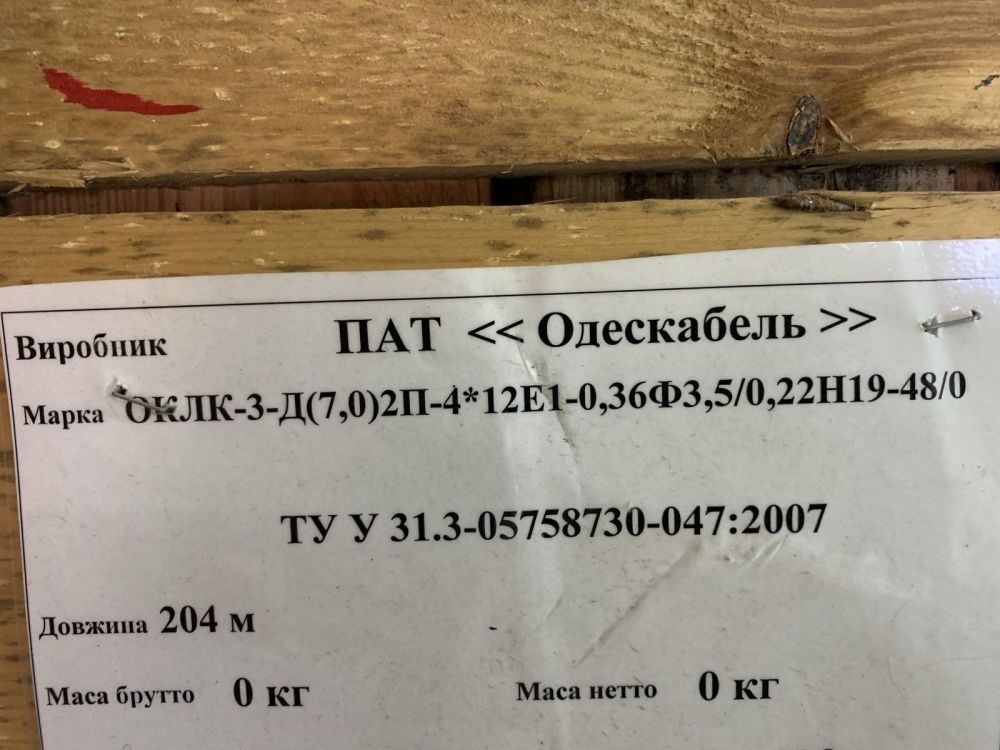 Виробник ПАТ << Одескабель >>
Марка ОКЛК-3-Д(7,0)2П-4*12Е1-0,36Ф3,5/0,22Н19-48/0
ТУ У 31.3-05758730-047:2007
Довжина 204 м
Маса брутто 0 кг Маса нетто 0 кг